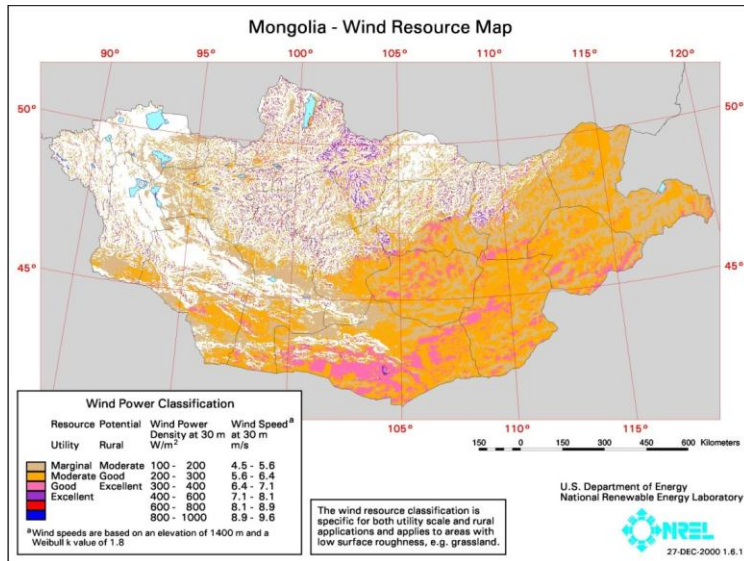 Mongolia - Wind Resource Map
90° 95° 100° 105° 110° 115° 120°
50° 50°
45° 45°
105° 110° 115°
Wind Power Classification
Resource Potential Wind Power Wind Speed a
Density at 30 m at 30 m
Utility Rural W/m² m/s
Marginal Moderate 100 - 200 4.5 - 5.6
Moderate Good 200 - 300 5.6 - 6.4
Good Excellent 300 - 400 6.4 - 7.1
Excellent 400 - 600 7.1 - 8.1
600 - 800 8.1 - 8.9
800 - 1000 8.9 - 9.6
a Wind speeds are based on an elevation of 1400 m and a
Weibull k value of 1.8
150 0 150 300 450 600 Kilometers
The wind resource classification is
specific for both utility scale and rural
applications and applies to areas with
low surface roughness, e.g. grassland.
U.S. Department of Energy
National Renewable Energy Laboratory
NREL
27-DEC-2000 1.6.1